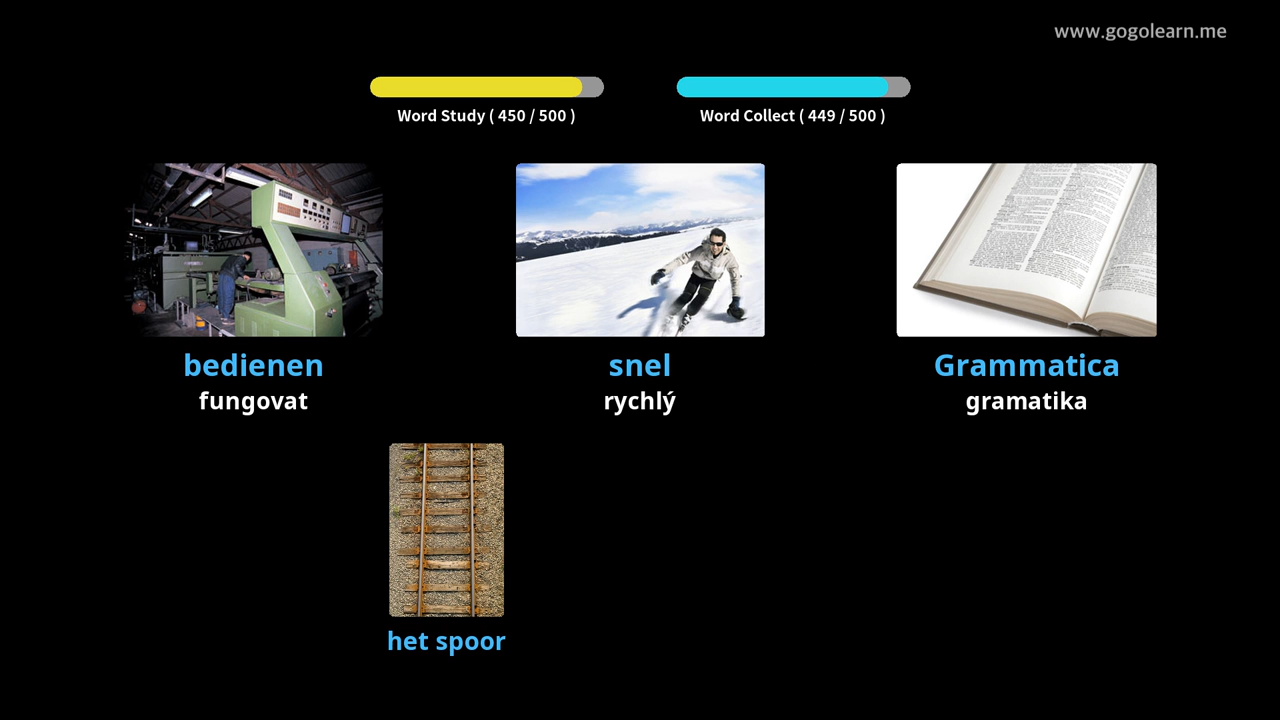 www.gogolearn.me
Word Study ( 450 / 500 )
Word Collect ( 449 / 500 )
bedienen
fungovat
snel
rychlý
Grammatica
gramatika
het spoor